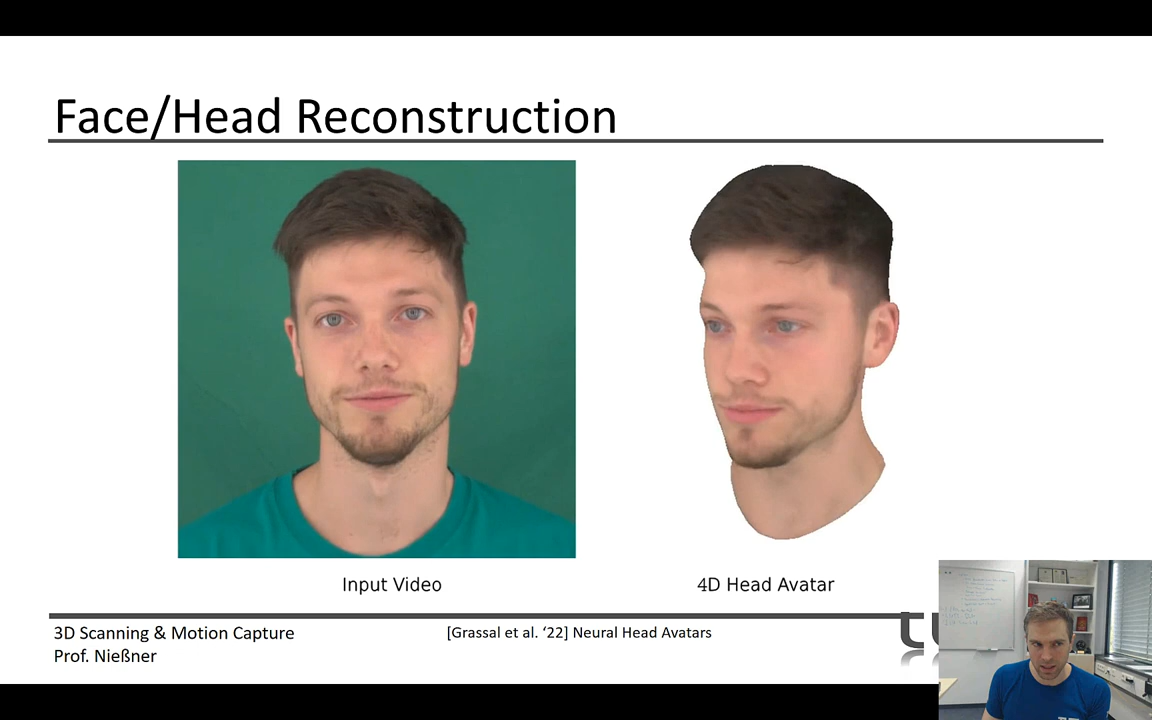 Face/Head Reconstruction
Input Video
4D Head Avatar
3D Scanning & Motion Capture
Prof. Nießner
[Grassal et al. ‘22] Neural Head Avatars